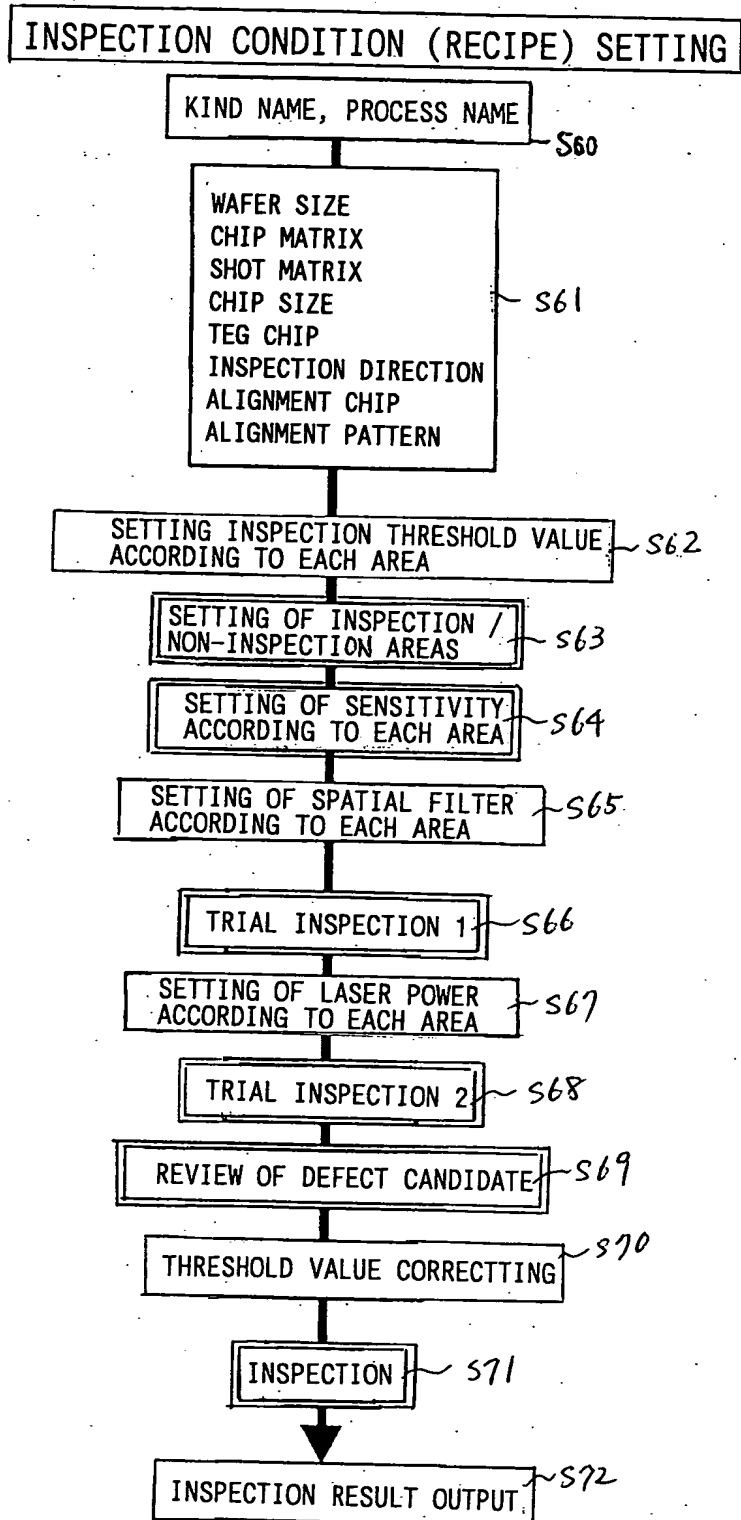 INSPECTION CONDITION (RECIPE) SETTING
KIND NAME, PROCESS NAME
S60
WAFER SIZE
CHIP MATRIX
SHOT MATRIX
CHIP SIZE
TEG CHIP
INSPECTION DIRECTION
ALIGNMENT CHIP
ALIGNMENT PATTERN
S61
SETTING INSPECTION THRESHOLD VALUE
ACCORDING TO EACH AREA
S62
SETTING OF INSPECTION /
NON-INSPECTION AREAS
S63
SETTING OF SENSITIVITY
ACCORDING TO EACH AREA
S64
SETTING OF SPATIAL FILTER
ACCORDING TO EACH AREA
S65
TRIAL INSPECTION 1
S66
SETTING OF LASER POWER
ACCORDING TO EACH AREA
S67
TRIAL INSPECTION 2
S68
REVIEW OF DEFECT CANDIDATE
S69
THRESHOLD VALUE CORRECTTING
S70
INSPECTION
S71
INSPECTION RESULT OUTPUT
S72